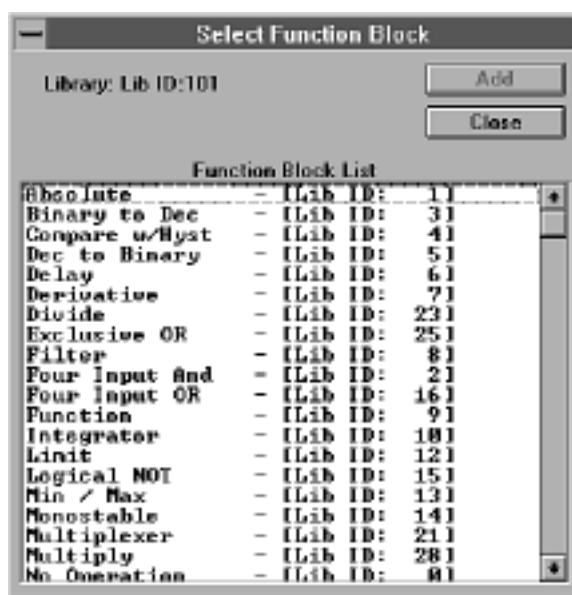 Select Function Block
Library: Lib ID:101
Add
Close
Function Block List
Absolute - [Lib ID: 1]
Binary to Dec - [Lib ID: 3]
Compare w/Hyst - [Lib ID: 4]
Dec to Binary - [Lib ID: 5]
Delay - [Lib ID: 6]
Derivative - [Lib ID: 7]
Divide - [Lib ID: 23]
Exclusive OR - [Lib ID: 25]
Filter - [Lib ID: 8]
Four Input And - [Lib ID: 2]
Four Input OR - [Lib ID: 16]
Function - [Lib ID: 9]
Integrator - [Lib ID: 10]
Limit - [Lib ID: 12]
Logical NOT - [Lib ID: 15]
Min / Max - [Lib ID: 13]
Monostable - [Lib ID: 14]
Multiplexer - [Lib ID: 21]
Multiply - [Lib ID: 20]
No Operation - [Lib ID: 0]